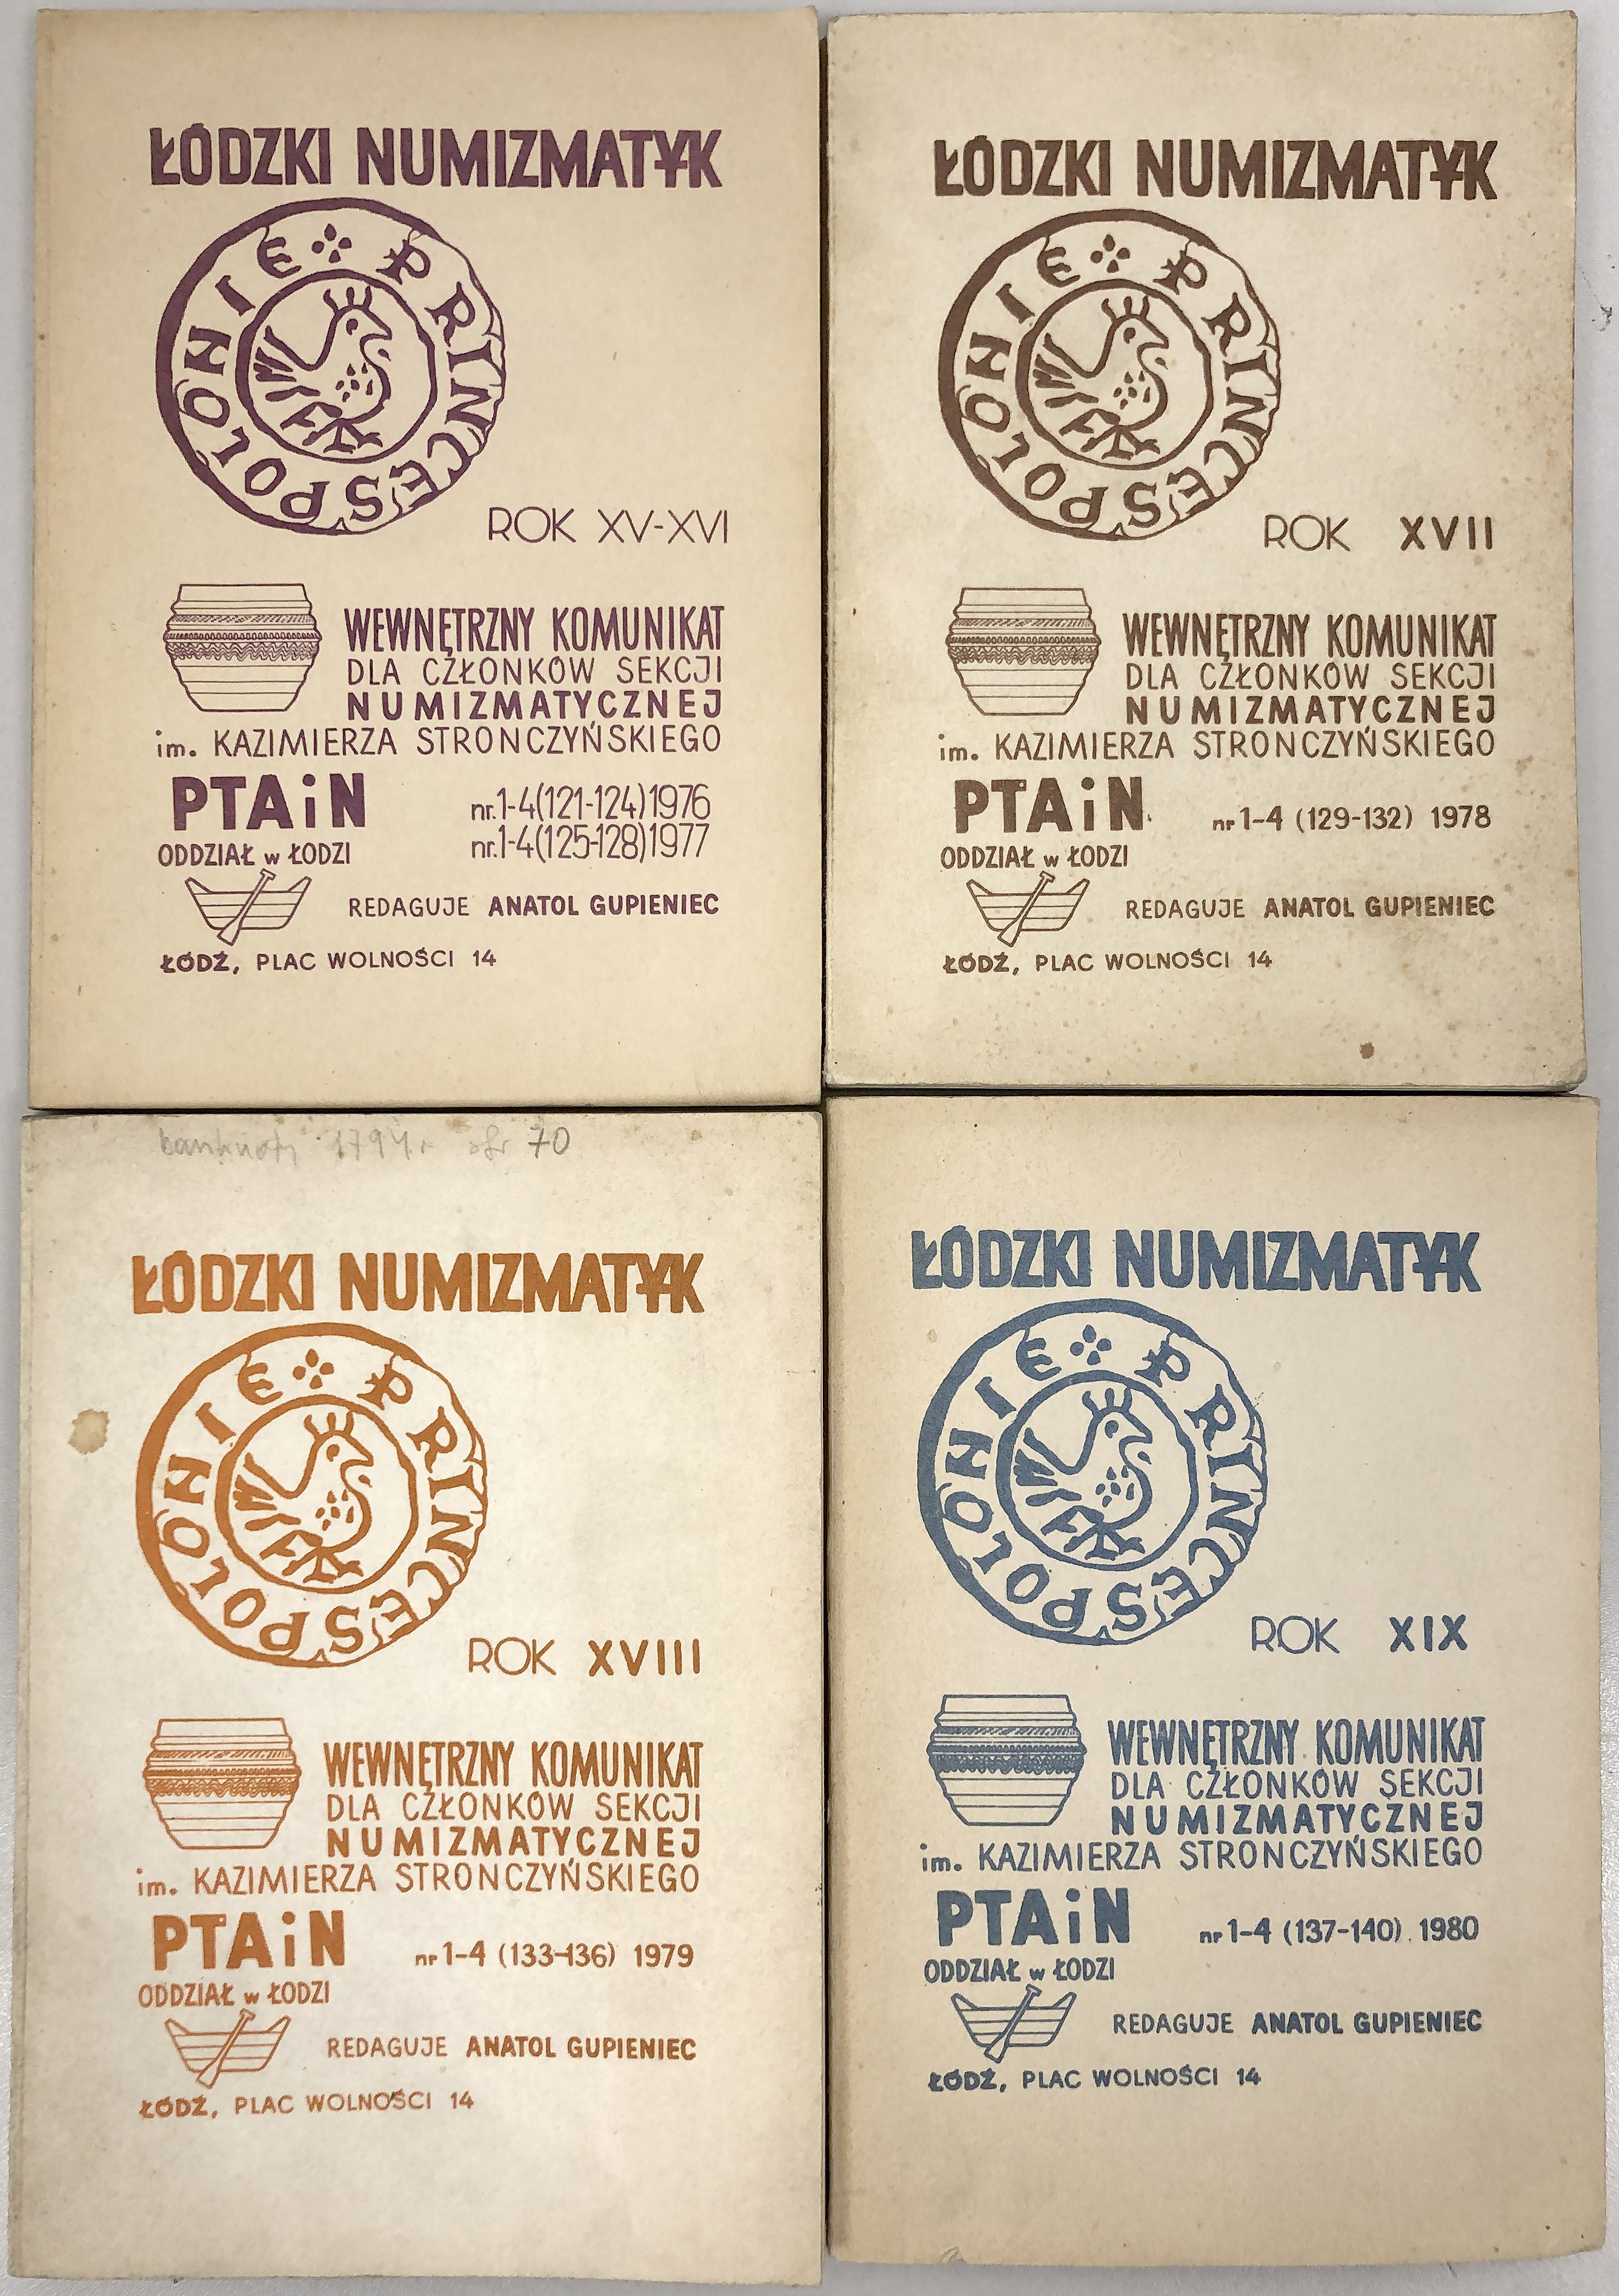 ŁÓDZKI NUMIZMATYK
PRINCES POLONIE
ROK XV-XVI
WEWNĘTRZNY KOMUNIKAT
DLA CZŁONKÓW SEKCJI
NUMIZMATYCZNEJ
im. KAZIMIERZA STRONCZYŃSKIEGO
PTAiN
nr.1-4(121-124)1976
nr.1-4(125-128)1977
ODDZIAŁ w ŁODZI
REDAGUJE ANATOL GUPIENIEC
ŁÓDŹ, PLAC WOLNOŚCI 14
ŁÓDZKI NUMIZMATYK
PRINCES POLONIE
ROK XVII
WEWNĘTRZNY KOMUNIKAT
DLA CZŁONKÓW SEKCJI
NUMIZMATYCZNEJ
im. KAZIMIERZA STRONCZYŃSKIEGO
PTAiN nr 1-4 (129-132) 1978
ODDZIAŁ w ŁODZI
REDAGUJE ANATOL GUPIENIEC
ŁÓDŹ, PLAC WOLNOŚCI 14
1794 70
ŁÓDZKI NUMIZMATYK
PRINCES POLONIE
ROK XVIII
WEWNĘTRZNY KOMUNIKAT
DLA CZŁONKÓW SEKCJI
NUMIZMATYCZNEJ
im. KAZIMIERZA STRONCZYŃSKIEGO
PTAiN nr 1-4 (133-136) 1979
ODDZIAŁ w ŁODZI
REDAGUJE ANATOL GUPIENIEC
ŁÓDŹ, PLAC WOLNOŚCI 14
ŁÓDZKI NUMIZMATYK
PRINCES POLONIE
ROK XIX
WEWNĘTRZNY KOMUNIKAT
DLA CZŁONKÓW SEKCJI
NUMIZMATYCZNEJ
im. KAZIMIERZA STRONCZYŃSKIEGO
PTAiN nr 1-4 (137-140) 1980
ODDZIAŁ w ŁODZI
REDAGUJE ANATOL GUPIENIEC
ŁÓDŹ, PLAC WOLNOŚCI 14